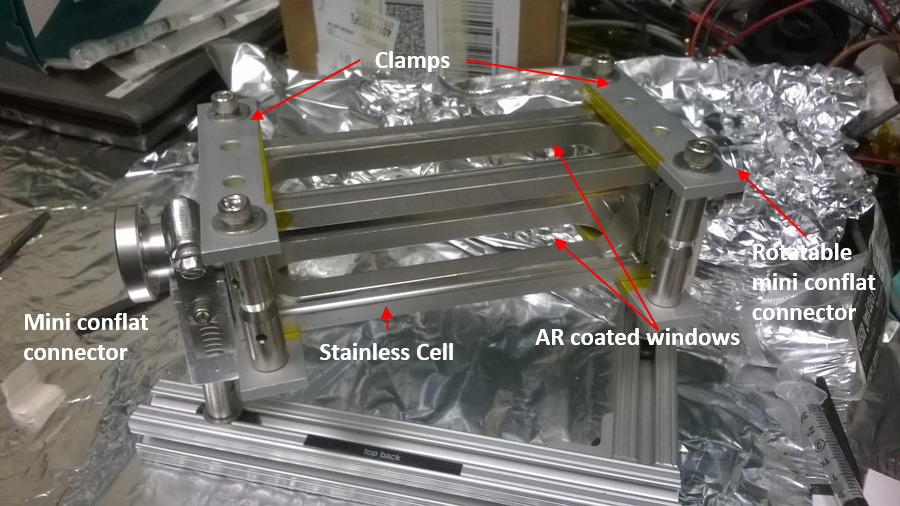 Clamps
Rotatable
mini conflat
connector
Mini conflat
connector
Stainless Cell
AR coated windows
top back